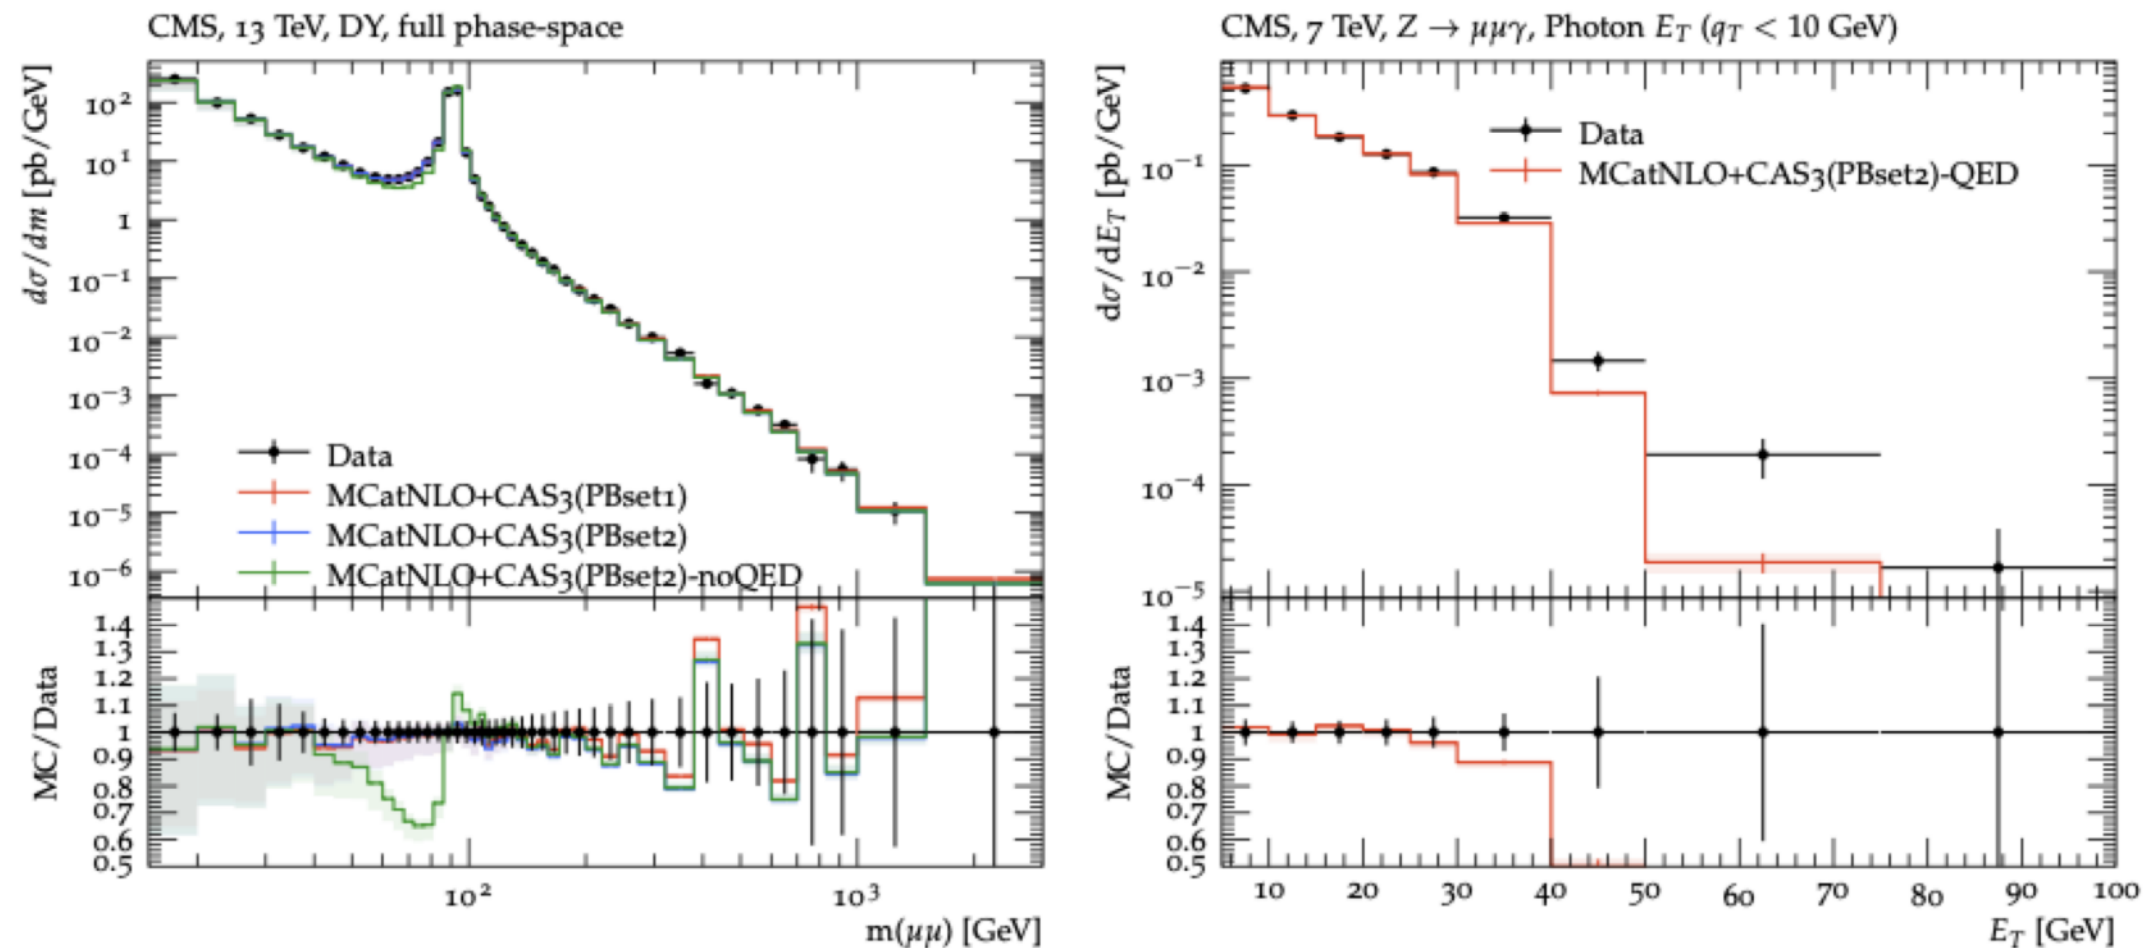 CMS, 13 TeV, DY, full phase-space
dσ/dm [pb/GeV]
10²
10¹
1
10⁻¹
10⁻²
10⁻³
10⁻⁴
10⁻⁵
10⁻⁶
Data
MCatNLO+CAS3(PBset1)
MCatNLO+CAS3(PBset2)
MCatNLO+CAS3(PBset2)-noQED
MC/Data
1.4
1.3
1.2
1.1
1
0.9
0.8
0.7
0.6
0.5
10² 10³
m(μμ) [GeV]
CMS, 7 TeV, Z → μμγ, Photon E_T (q_T < 10 GeV)
dσ/dE_T [pb/GeV]
10⁻¹
10⁻²
10⁻³
10⁻⁴
10⁻⁵
Data
MCatNLO+CAS3(PBset2)-QED
MC/Data
1.4
1.3
1.2
1.1
1
0.9
0.8
0.7
0.6
0.5
10 20 30 40 50 60 70 80 90 100
E_T [GeV]